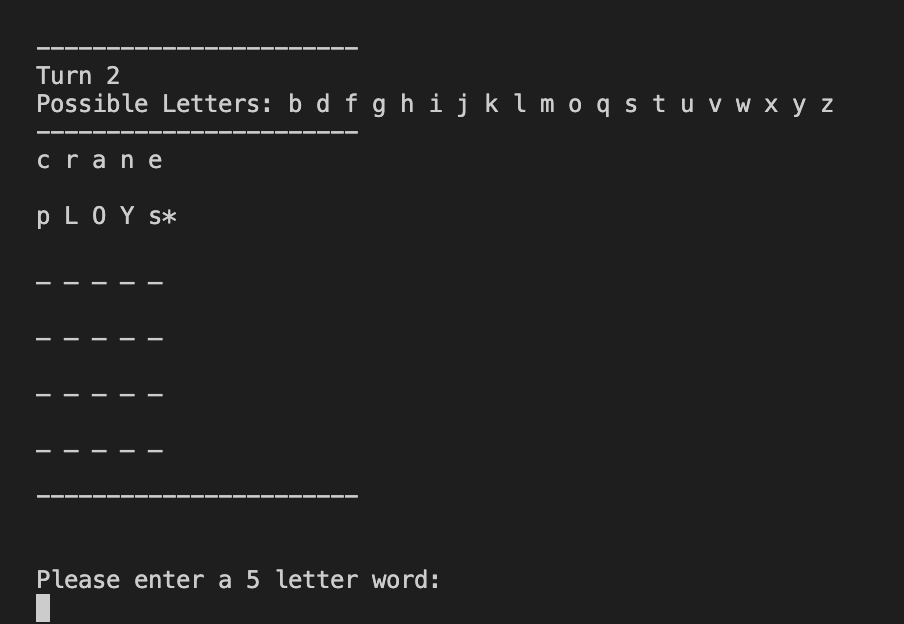 ----------------------
Turn 2
Possible Letters: b d f g h i j k l m o q s t u v w x y z
----------------------
c r a n e
p L O Y s*
_ _ _ _ _
_ _ _ _ _
_ _ _ _ _
_ _ _ _ _
----------------------
Please enter a 5 letter word: